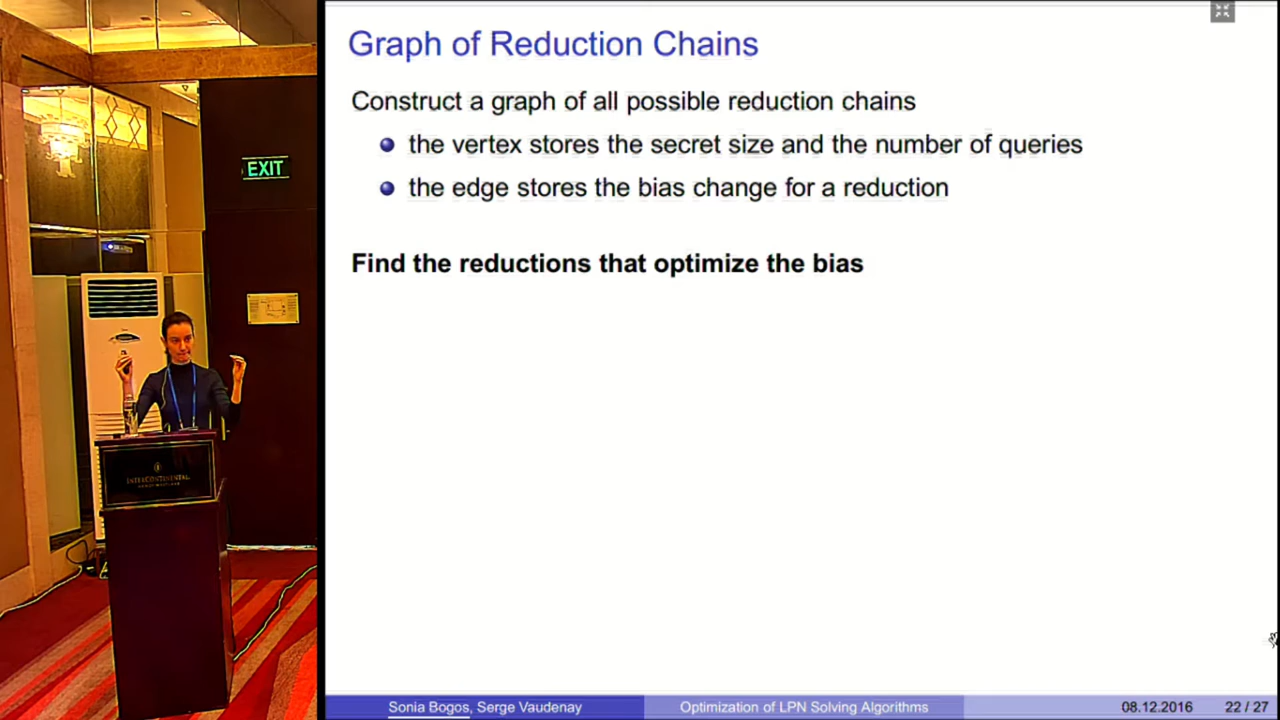 Graph of Reduction Chains
Construct a graph of all possible reduction chains
the vertex stores the secret size and the number of queries
the edge stores the bias change for a reduction
Find the reductions that optimize the bias
EXIT
INTERCONTINENTAL
Sonia Bogos, Serge Vaudenay
Optimization of LPN Solving Algorithms
08.12.2016
22 / 27